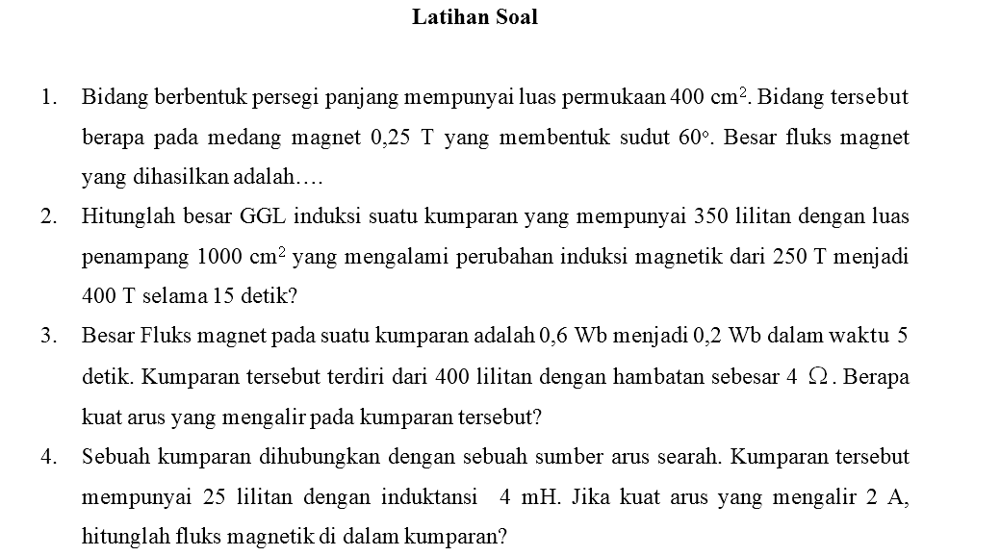 Latihan Soal
1. Bidang berbentuk persegi panjang mempunyai luas permukaan 400 cm². Bidang tersebut
berapa pada medang magnet 0,25 T yang membentuk sudut 60°. Besar fluks magnet
yang dihasilkan adalah....
2. Hitunglah besar GGL induksi suatu kumparan yang mempunyai 350 lilitan dengan luas
penampang 1000 cm² yang mengalami perubahan induksi magnetik dari 250 T menjadi
400 T selama 15 detik?
3. Besar Fluks magnet pada suatu kumparan adalah 0,6 Wb menjadi 0,2 Wb dalam waktu 5
detik. Kumparan tersebut terdiri dari 400 lilitan dengan hambatan sebesar 4 Ω. Berapa
kuat arus yang mengalir pada kumparan tersebut?
4. Sebuah kumparan dihubungkan dengan sebuah sumber arus searah. Kumparan tersebut
mempunyai 25 lilitan dengan induktansi 4 mH. Jika kuat arus yang mengalir 2 A,
hitunglah fluks magnetik di dalam kumparan?